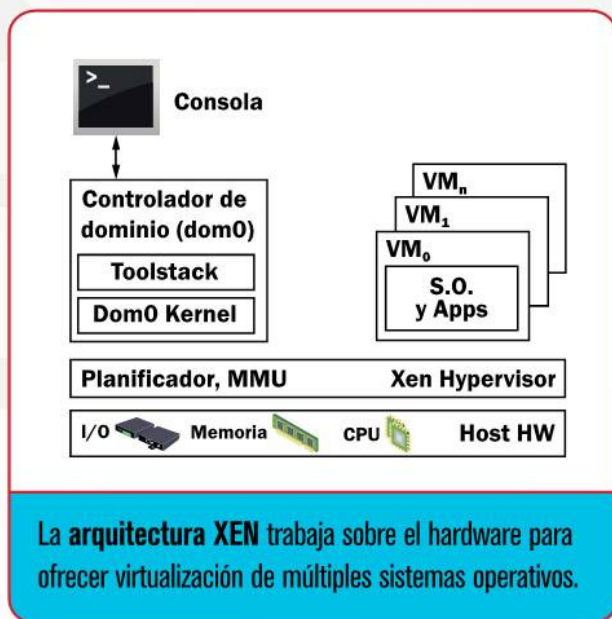 >_
Consola
Controlador de
dominio (dom0)
Toolstack
Dom0 Kernel
VMn
VM1
VM0
S.O.
y Apps
Planificador, MMU Xen Hypervisor
I/O Memoria CPU Host HW
La arquitectura XEN trabaja sobre el hardware para
ofrecer virtualización de múltiples sistemas operativos.